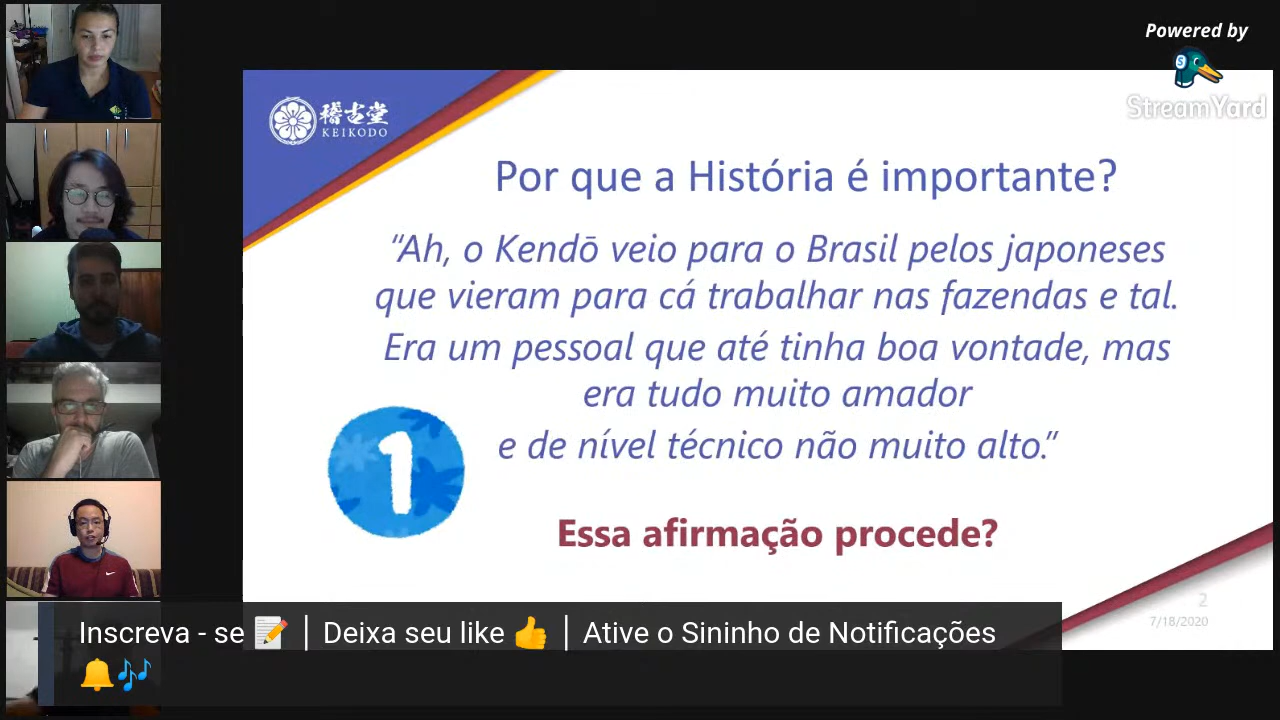 Powered by
StreamYard
稽古堂
KEIKODO
Por que a História é importante?
“Ah, o Kendō veio para o Brasil pelos japoneses
que vieram para cá trabalhar nas fazendas e tal.
Era um pessoal que até tinha boa vontade, mas
era tudo muito amador
e de nível técnico não muito alto.”
1
Essa afirmação procede?
2
7/18/2020
Inscreva - se 📝 | Deixa seu like 👍 | Ative o Sininho de Notificações
🔔🎶